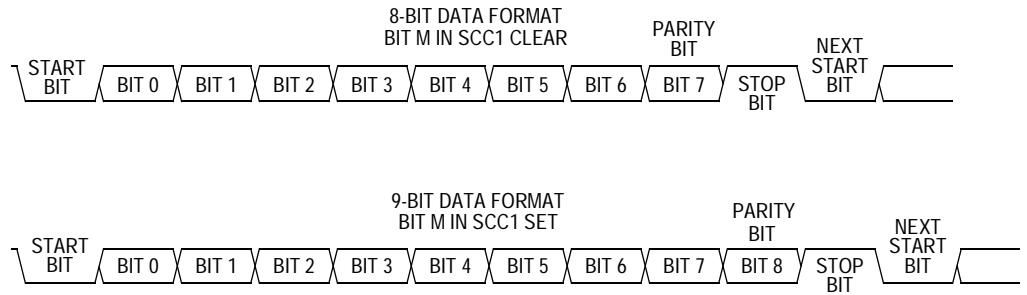 8-BIT DATA FORMAT
BIT M IN SCC1 CLEAR
PARITY
BIT
START
BIT
BIT 0
BIT 1
BIT 2
BIT 3
BIT 4
BIT 5
BIT 6
BIT 7
STOP
BIT
NEXT
START
BIT
9-BIT DATA FORMAT
BIT M IN SCC1 SET
PARITY
BIT
START
BIT
BIT 0
BIT 1
BIT 2
BIT 3
BIT 4
BIT 5
BIT 6
BIT 7
BIT 8
STOP
BIT
NEXT
START
BIT